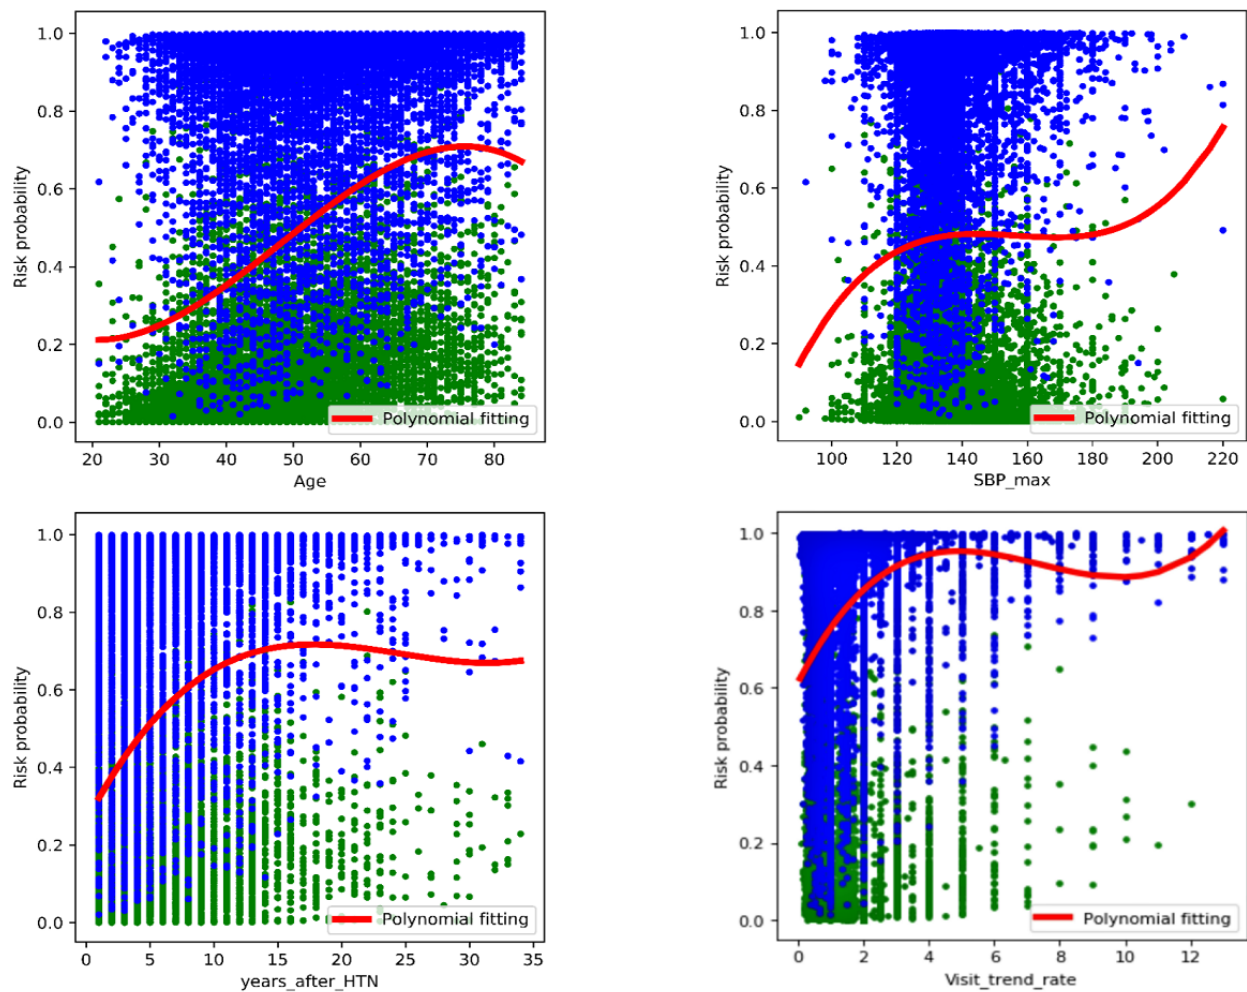 1.0
0.8
0.6
0.4
0.2
0.0
Risk probability
Polynomial fitting
20 30 40 50 60 70 80
Age
1.0
0.8
0.6
0.4
0.2
0.0
Risk probability
Polynomial fitting
100 120 140 160 180 200 220
SBP_max
1.0
0.8
0.6
0.4
0.2
0.0
Risk probability
Polynomial fitting
0 5 10 15 20 25 30 35
years_after_HTN
1.0
0.8
0.6
0.4
0.2
0.0
Risk probability
Polynomial fitting
0 2 4 6 8 10 12
Visit_trend_rate